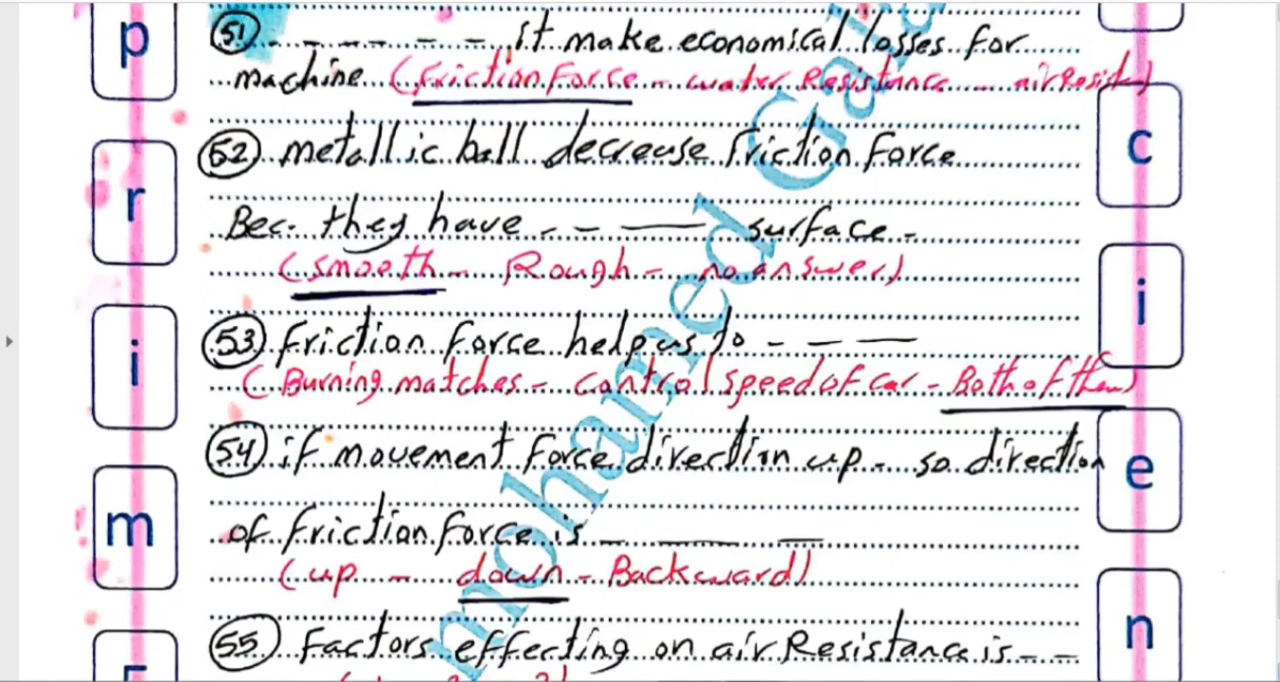 p
(51) - - - - - - it make economical losses for
machine (friction force - water Resistance - air Resist)
c
(52) metallic ball decrease friction force
r
Bec. they have - - — surface -
(smooth - Rough - no answer)
i
(53) friction force help us to - — —
i
(Burning matches - control speed of car - Both of them)
(54) if movement force direction up - so direction
e
m
of friction force is - — —
(up - down - Backward)
(55) Factors effecting on air Resistance is - -
n
mohamed